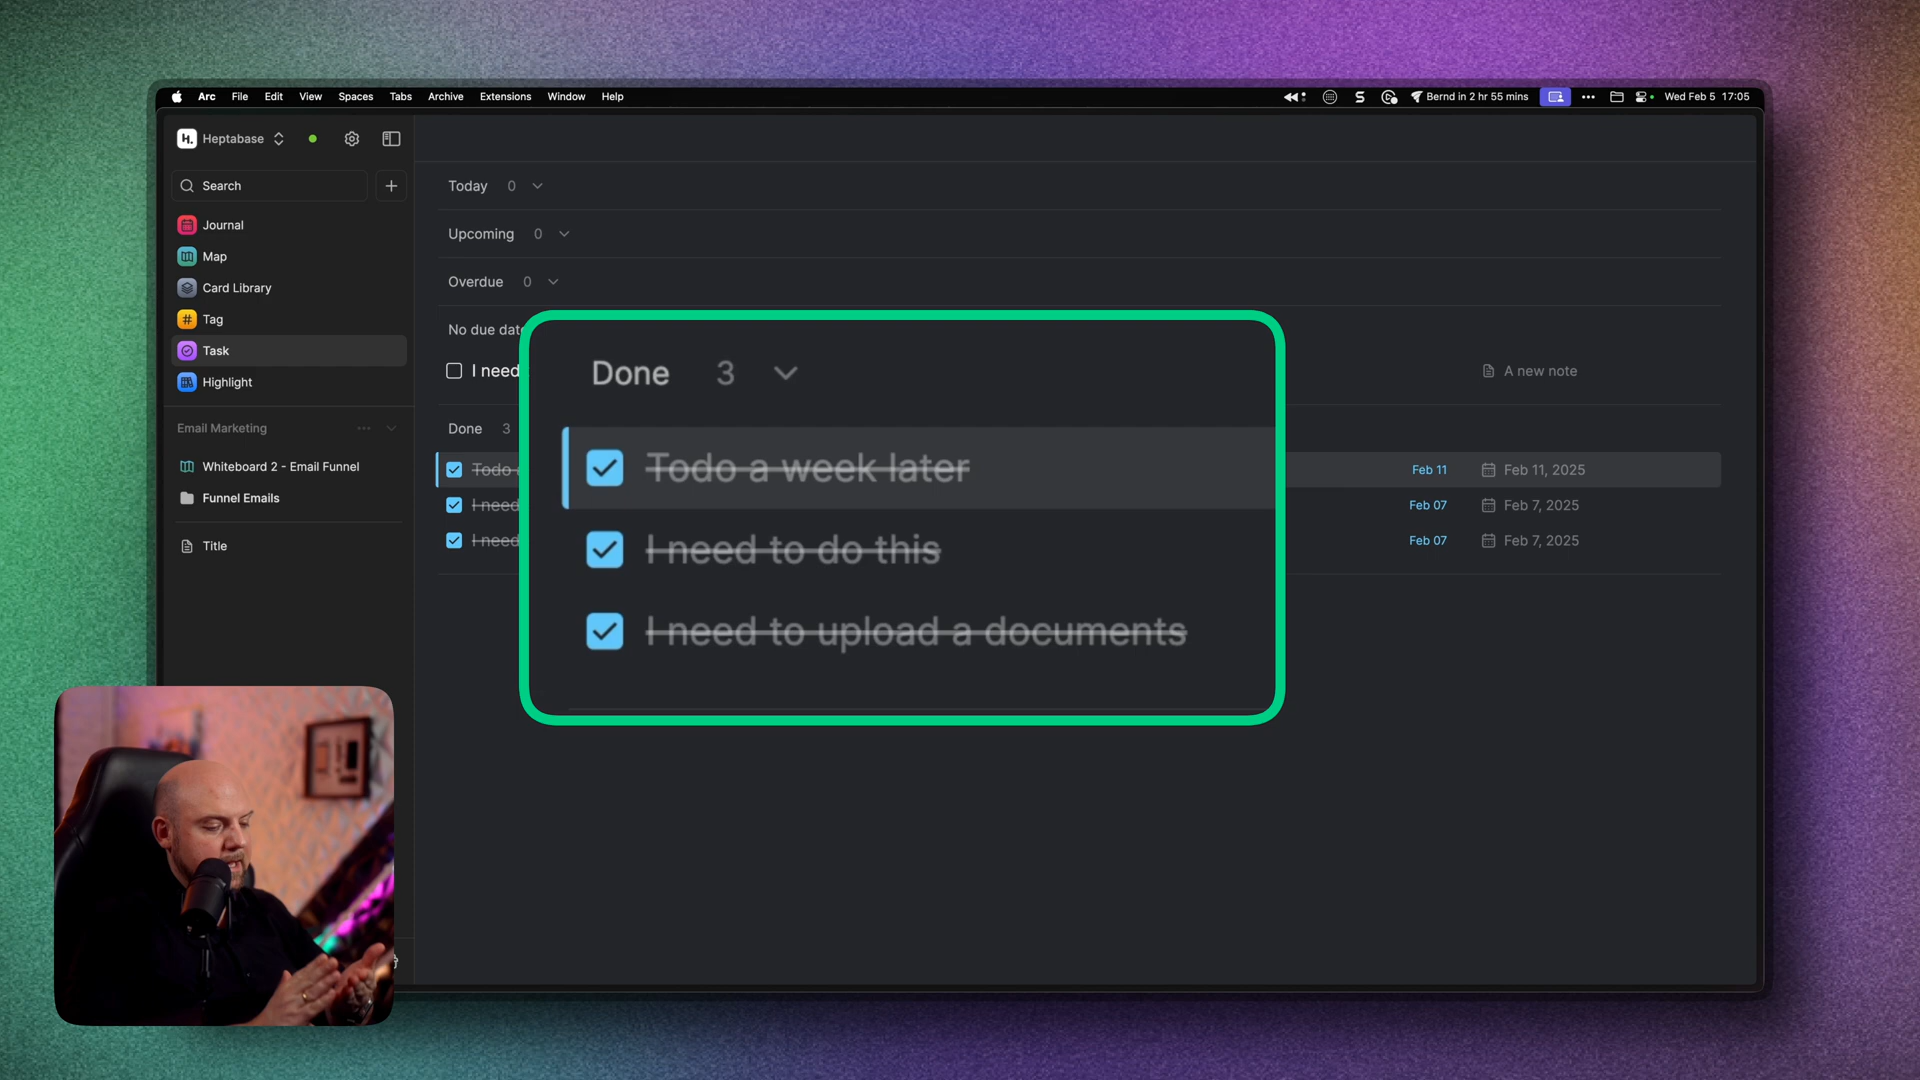 Arc File Edit View Spaces Tabs Archive Extensions Window Help
Bernd in 2 hr 55 mins
Wed Feb 5 17:05
Heptabase
Search
Journal
Map
Card Library
Tag
Task
Highlight
Email Marketing
Whiteboard 2 - Email Funnel
Funnel Emails
Title
Today 0
Upcoming 0
Overdue 0
No due date
I need
A new note
Done 3
Todo
Feb 11 Feb 11, 2025
I need
Feb 07 Feb 7, 2025
I need
Feb 07 Feb 7, 2025
Done 3
Todo a week later
I need to do this
I need to upload a documents